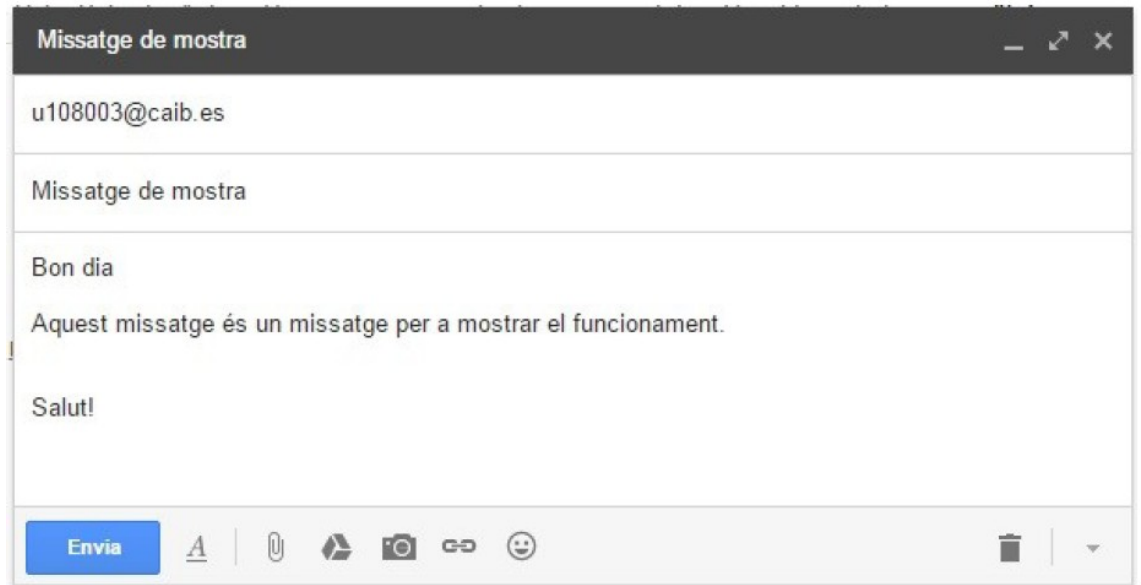 Missatge de mostra
u108003@caib.es
Missatge de mostra
Bon dia
Aquest missatge és un missatge per a mostrar el funcionament.
Salut!
Envia
A